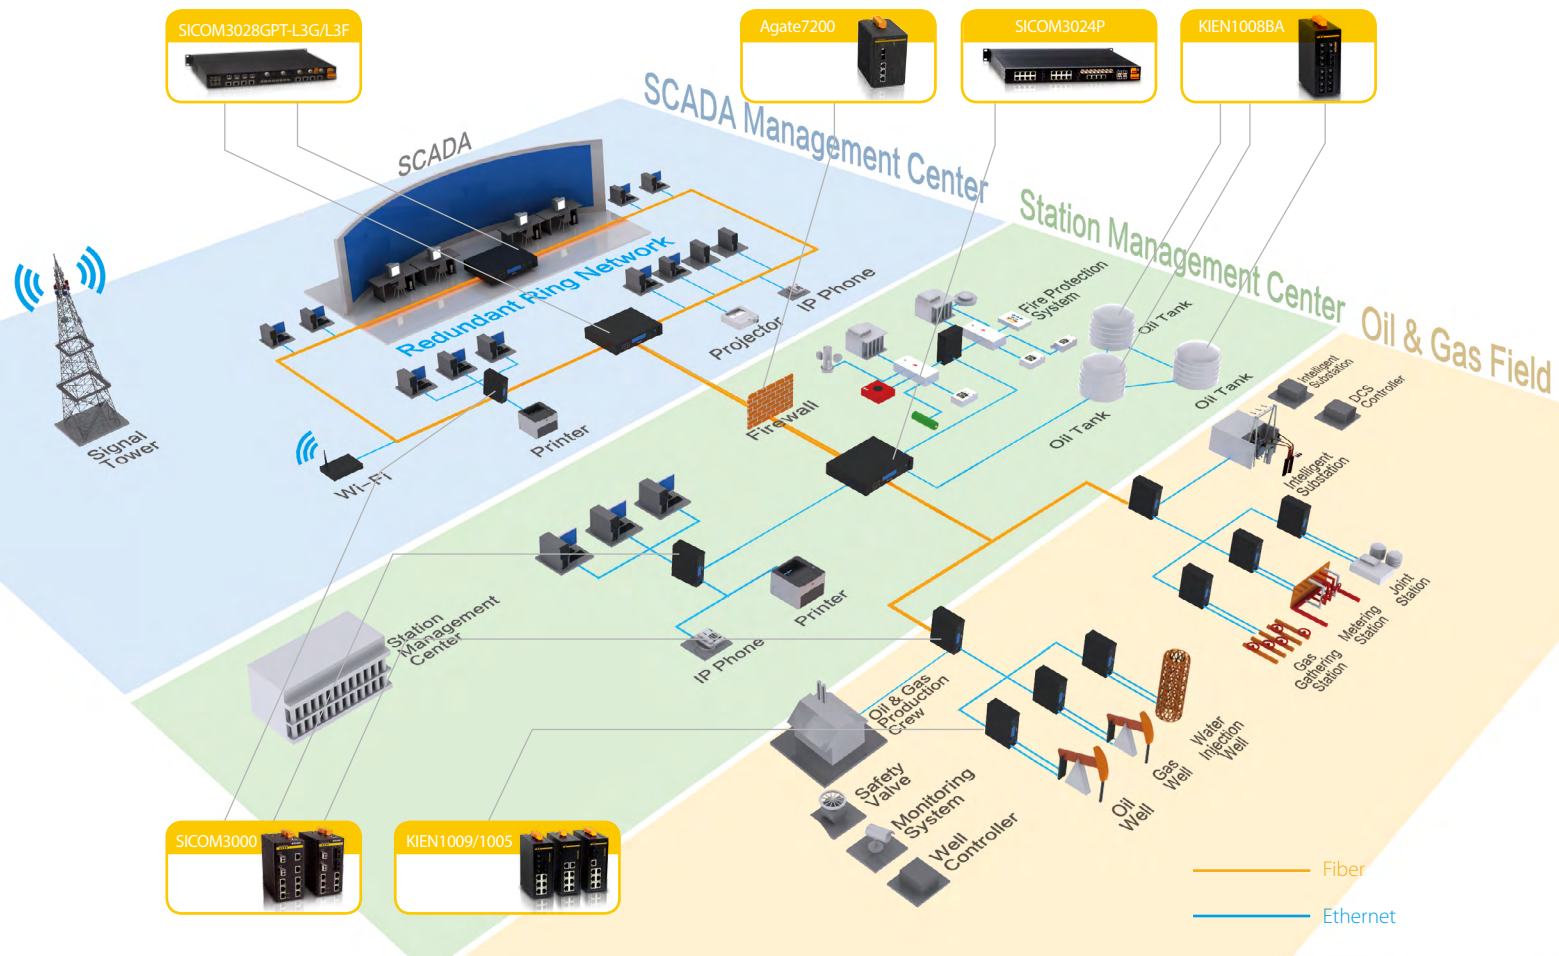 SICOM3028GPT-L3G/L3F
Agate7200
SICOM3024P
KIEN1008BA
SCADA Management Center
SCADA
Station Management Center
Oil & Gas Field
Redundant Ring Network
IP Phone
Projector
Fire Protection
System
Oil Tank
Oil Tank
Oil Tank
Intelligent
Substation
DCS
Controller
Firewall
Signal
Tower
Printer
Wi-Fi
Intelligent
Substation
Joint
Station
Metering
Station
Gas
Gathering
Station
Station
Management
Center
Printer
IP Phone
Oil & Gas
Production
Crew
Water
Injection
Well
Gas
Well
Oil
Well
Safety
Valve
Monitoring
System
Well
Controller
SICOM3000
KIEN1009/1005
Fiber
Ethernet